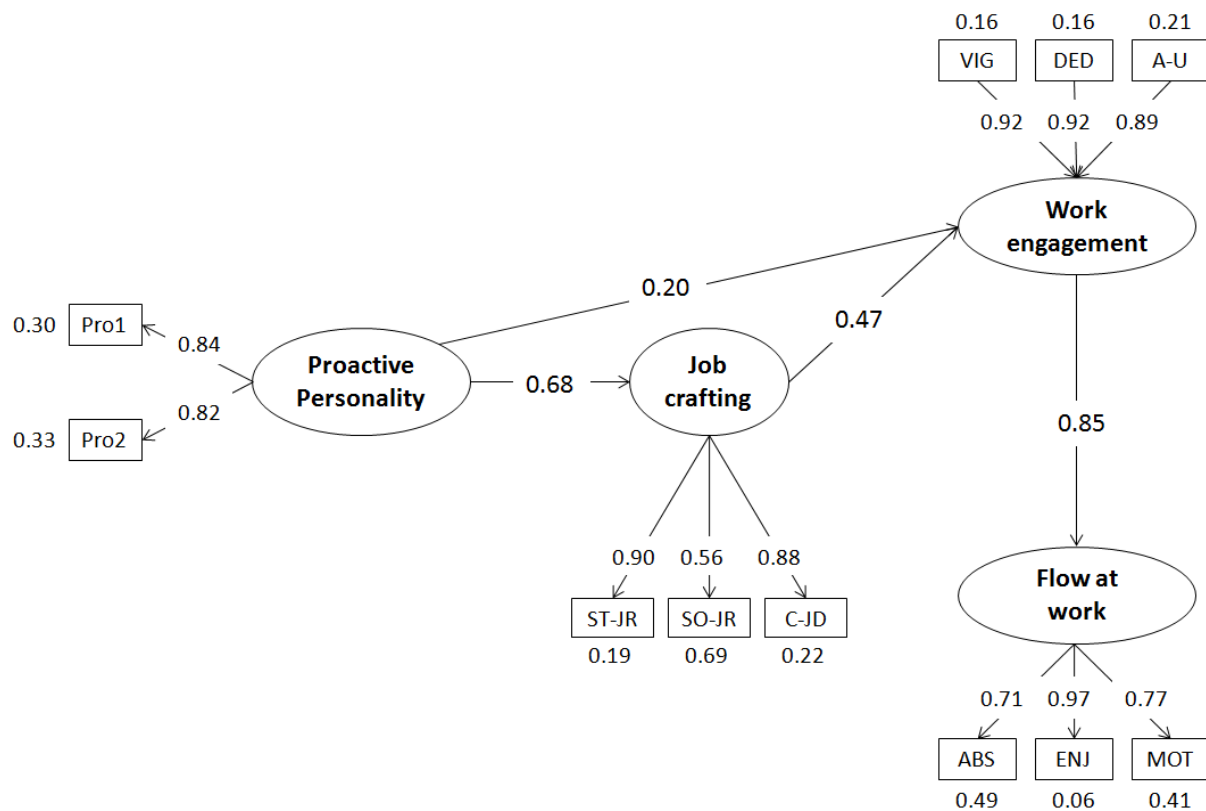 0.16 0.16 0.21
VIG DED A-U
0.92 0.92 0.89
Work
engagement
0.20
0.47
0.30 Pro1
0.84
Proactive
Personality
0.68
Job
crafting
0.82
0.33 Pro2
0.85
0.90 0.56 0.88
ST-JR SO-JR C-JD
0.19 0.69 0.22
Flow at
work
0.71 0.97 0.77
ABS ENJ MOT
0.49 0.06 0.41